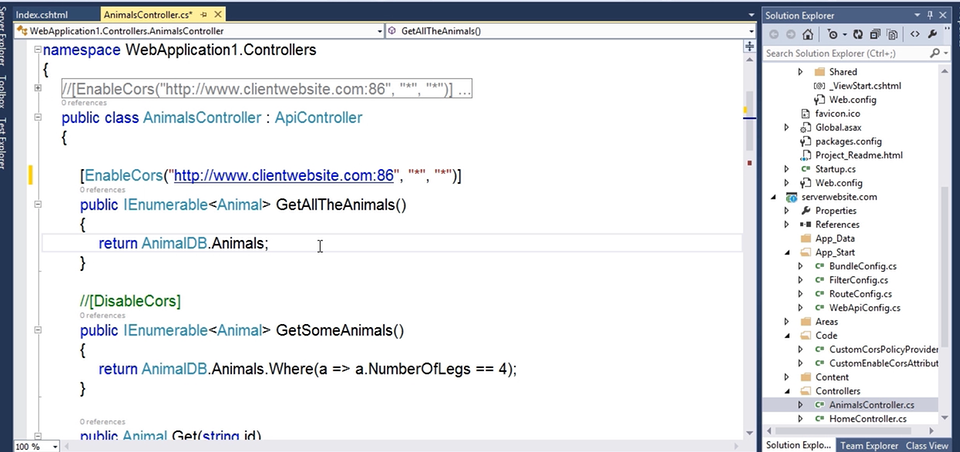 Index.cshtml
AnimalsController.cs*
WebApplication1.Controllers.AnimalsController
GetAllTheAnimals()
Server Explorer
Toolbox
Test Explorer
namespace WebApplication1.Controllers
{
//[EnableCors("http://www.clientwebsite.com:86", "*", "*")] ...
0 references
public class AnimalsController : ApiController
{
[EnableCors("http://www.clientwebsite.com:86", "*", "*")]
0 references
public IEnumerable<Animal> GetAllTheAnimals()
{
return AnimalDB.Animals;
}
//[DisableCors]
0 references
public IEnumerable<Animal> GetSomeAnimals()
{
return AnimalDB.Animals.Where(a => a.NumberOfLegs == 4);
}
0 references
public Animal Get(string id)
100 %
Solution Explorer
Search Solution Explorer (Ctrl+;)
Shared
_ViewStart.cshtml
Web.config
favicon.ico
Global.asax
packages.config
Project_Readme.html
Startup.cs
Web.config
serverwebsite.com
Properties
References
App_Data
App_Start
BundleConfig.cs
FilterConfig.cs
RouteConfig.cs
WebApiConfig.cs
Areas
Code
CustomCorsPolicyProvider
CustomEnableCorsAttribut
Content
Controllers
AnimalsController.cs
HomeController.cs
Solution Explo...
Team Explorer
Class View